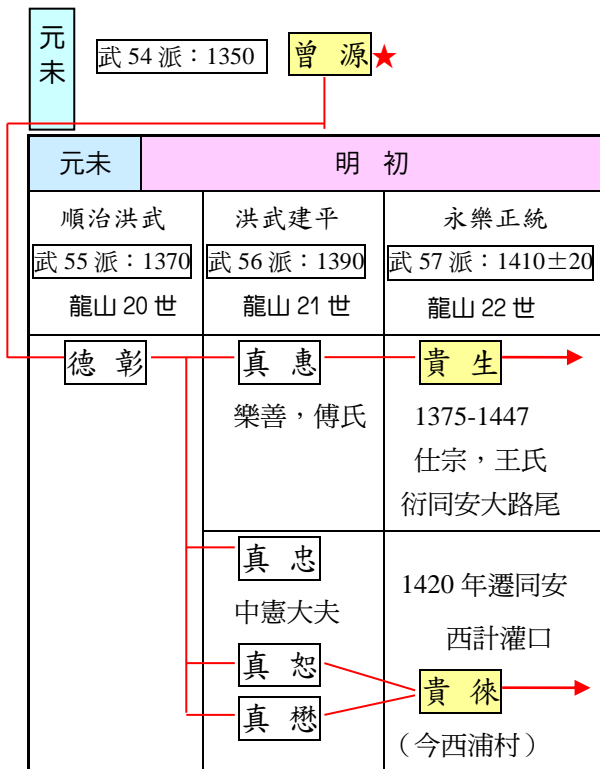 元未
武 54 派：1350
曾源★
元未
明初
順治洪武
洪武建平
永樂正統
武 55 派：1370
武 56 派：1390
武 57 派：1410±20
龍山 20 世
龍山 21 世
龍山 22 世
德彰
真惠
貴生
樂善，傅氏
1375-1447
仕宗，王氏
衍同安大路尾
真忠
中憲大夫
1420 年遷同安
西計灌口
真恕
真懋
貴徠
（今西浦村）